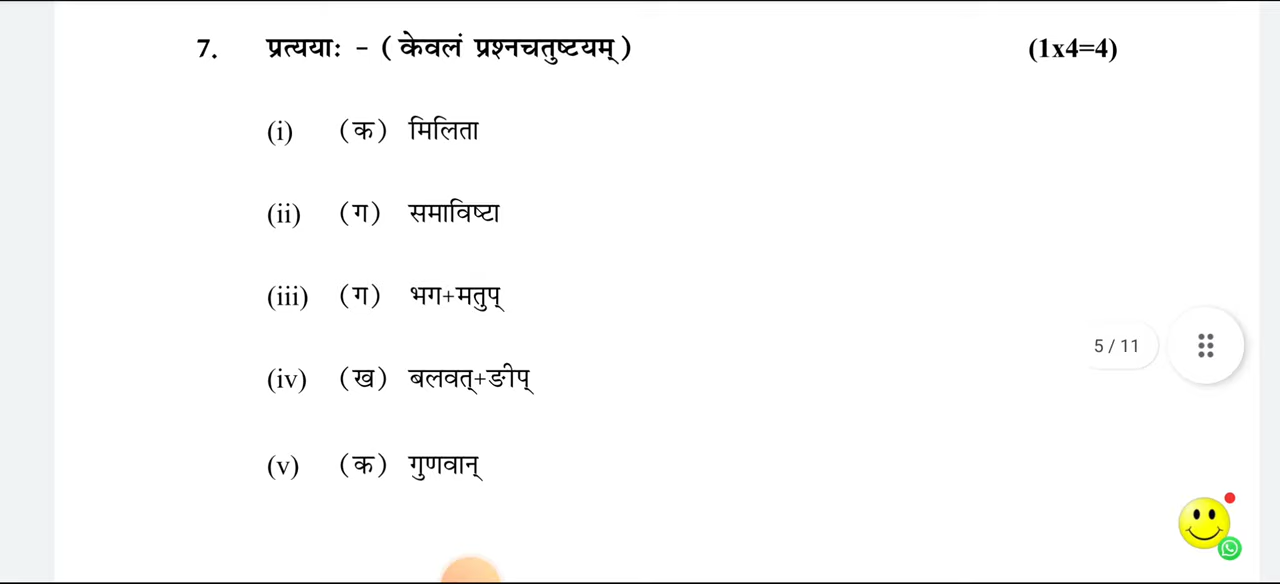 7. प्रत्ययाः - ( केवलं प्रश्नचतुष्टयम् ) (1x4=4)
(i) (क) मिलिता
(ii) (ग) समाविष्टा
(iii) (ग) भग+मतुप्
(iv) (ख) बलवत्+ङीप्
5 / 11
(v) (क) गुणवान्